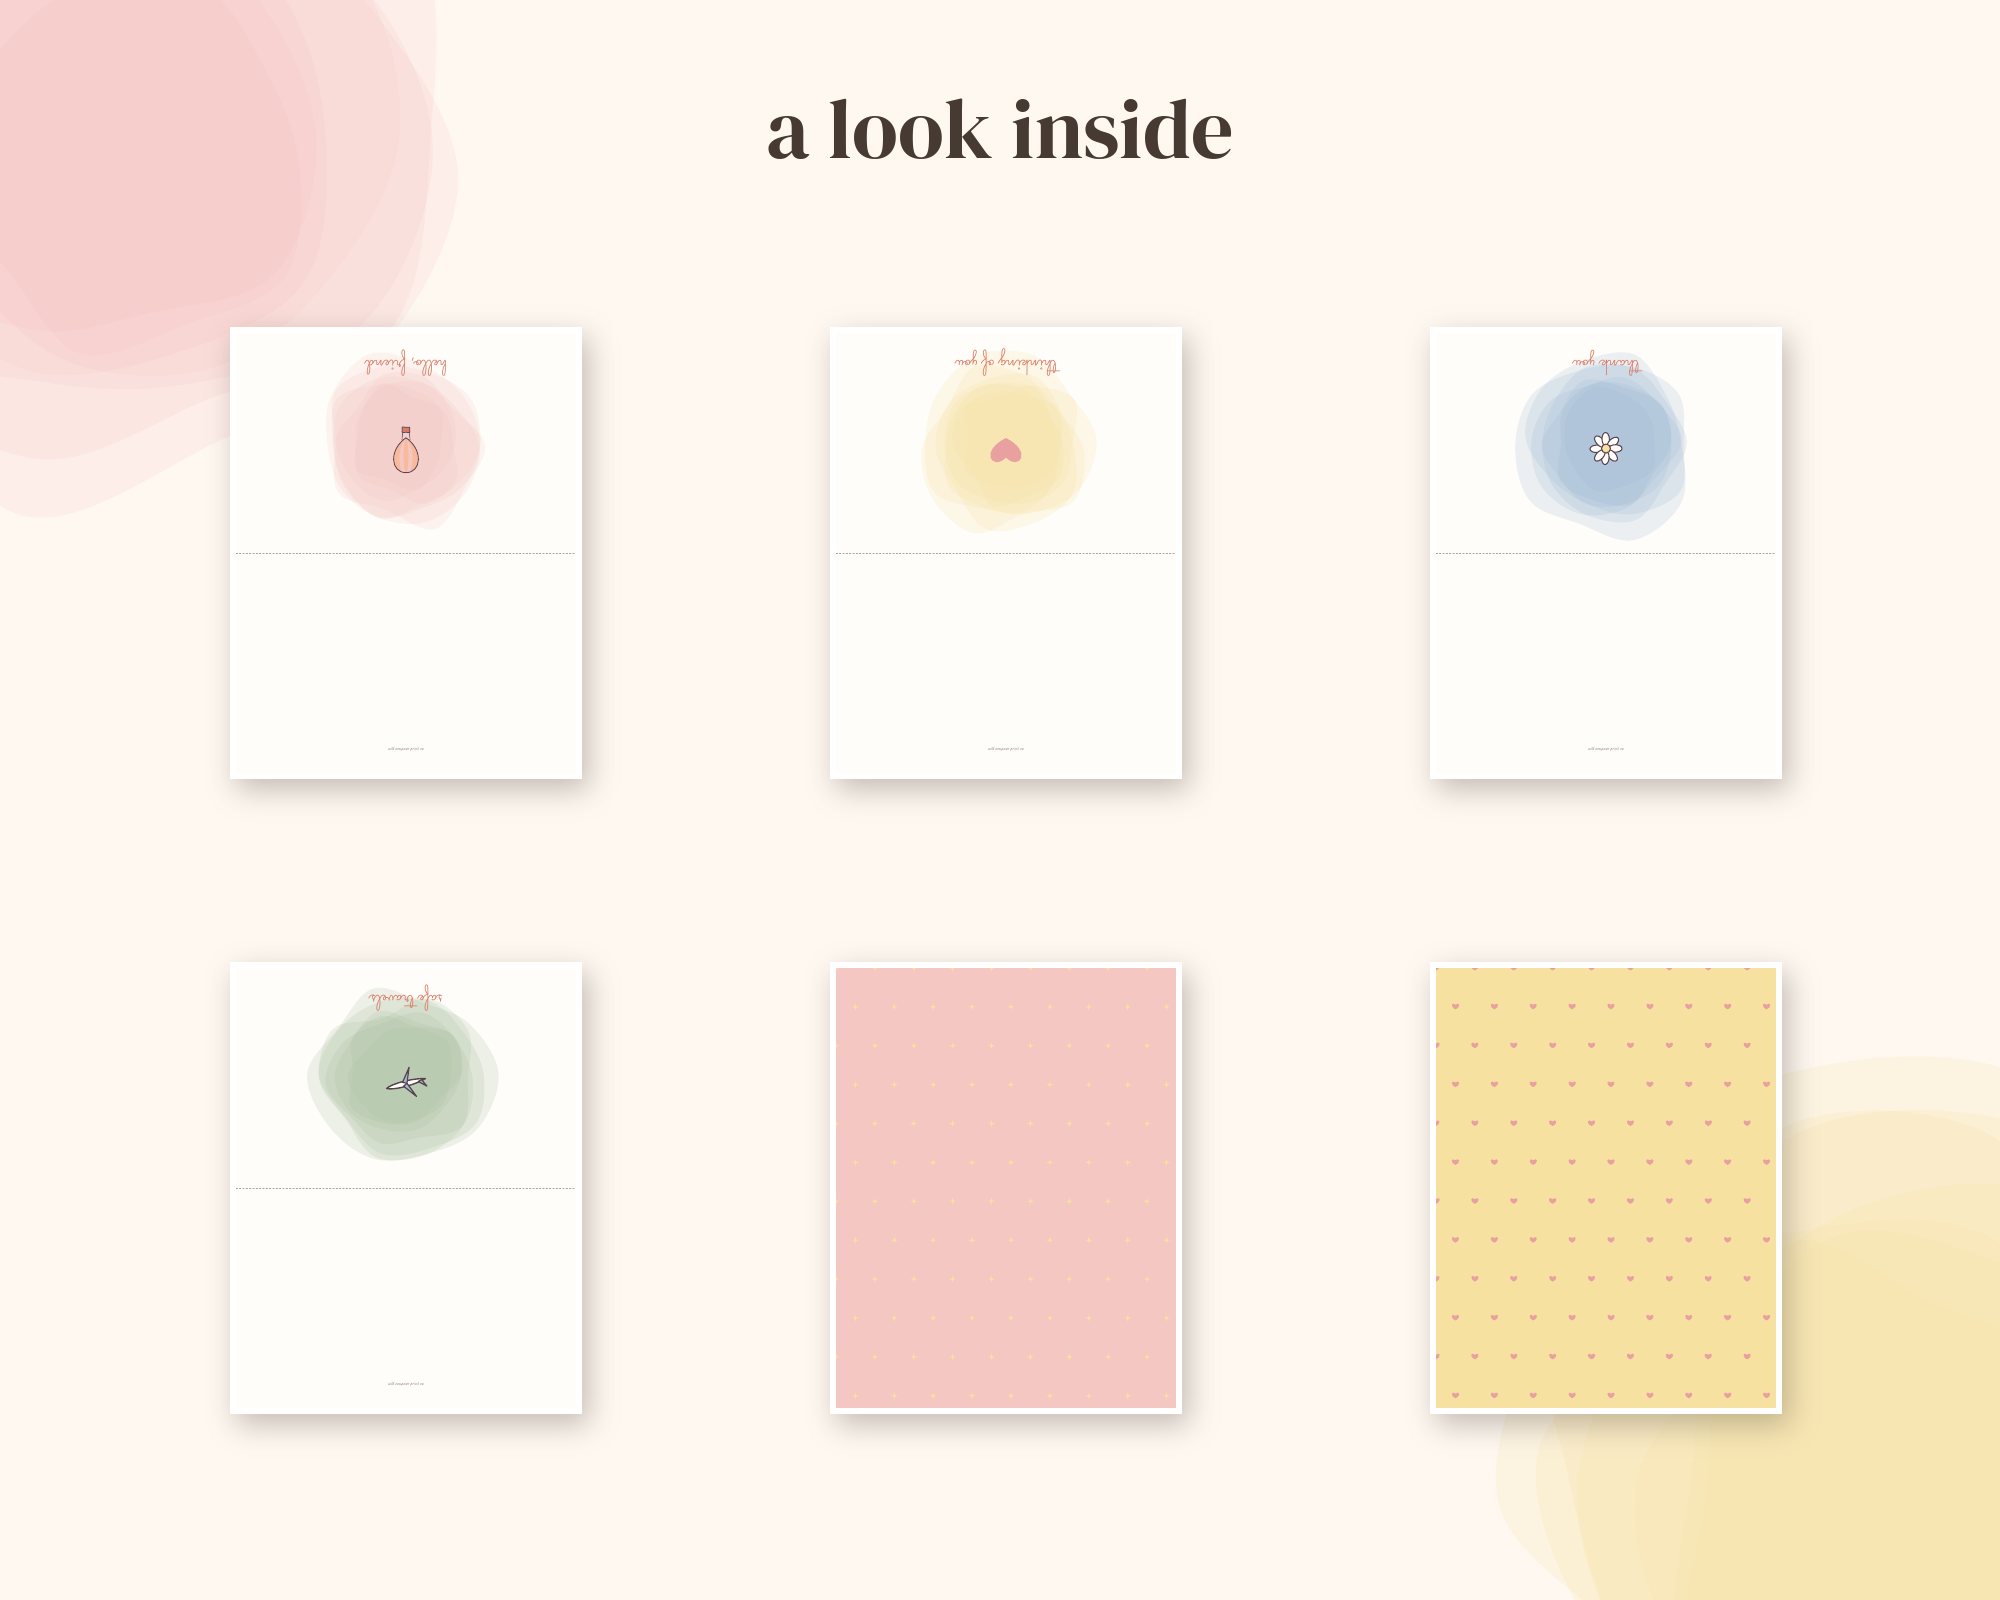 a look inside
hello, friend
thinking of you
thank you
safe travels